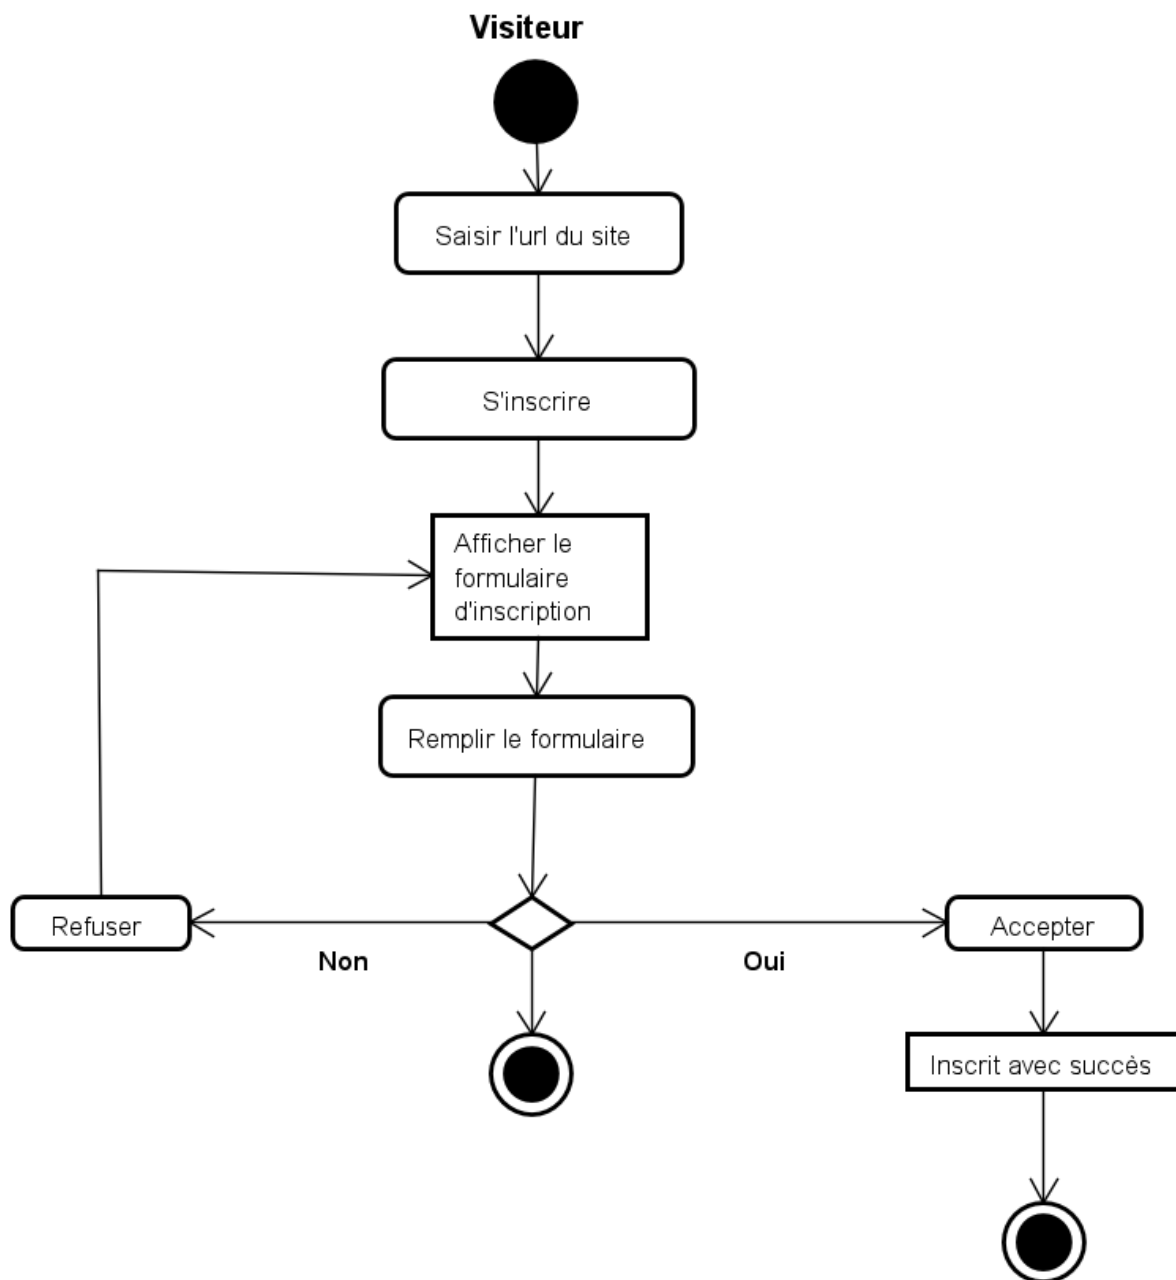 Visiteur
Saisir l'url du site
S'inscrire
Afficher le
formulaire
d'inscription
Remplir le formulaire
Refuser
Accepter
Non
Oui
Inscrit avec succès